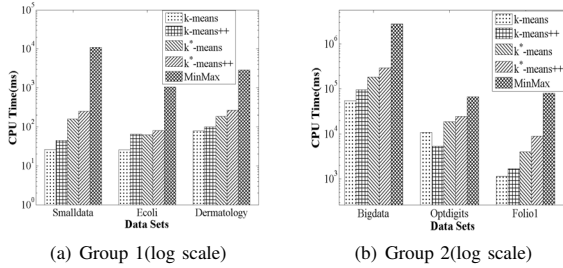 10⁵
10⁴
10³
10²
10¹
10⁰
CPU Time(ms)
k-means
k-means++
k*-means
k*-means++
MinMax
Smalldata Ecoli Dermatology
Data Sets
(a) Group 1(log scale)
10⁶
10⁵
10⁴
10³
CPU Time(ms)
k-means
k-means++
k*-means
k*-means++
MinMax
Bigdata Optdigits Folio1
Data Sets
(b) Group 2(log scale)